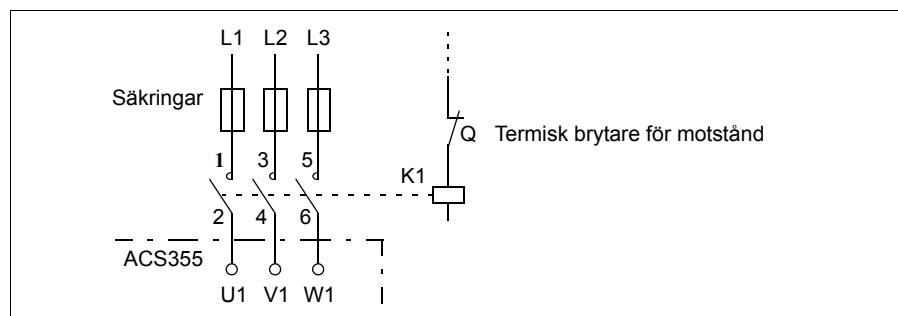 L1 L2 L3
Säkringar
Q Termisk brytare för motstånd
1 3 5
K1
2 4 6
ACS355
U1 V1 W1